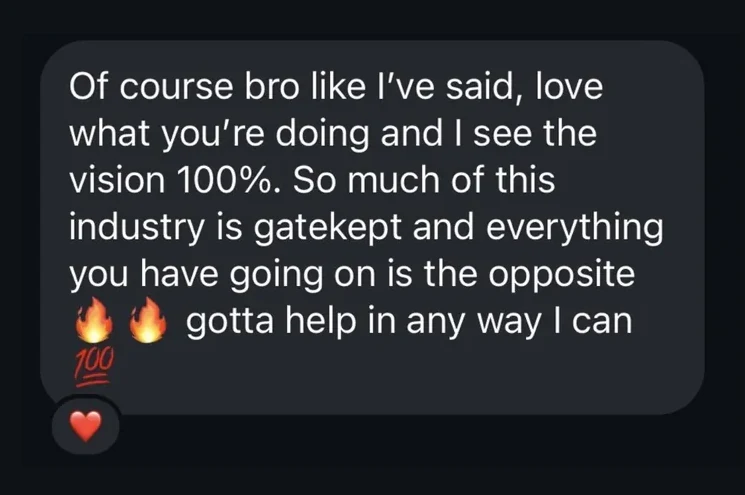 Of course bro like I’ve said, love
what you’re doing and I see the
vision 100%. So much of this
industry is gatekept and everything
you have going on is the opposite
🔥🔥 gotta help in any way I can
💯
❤️